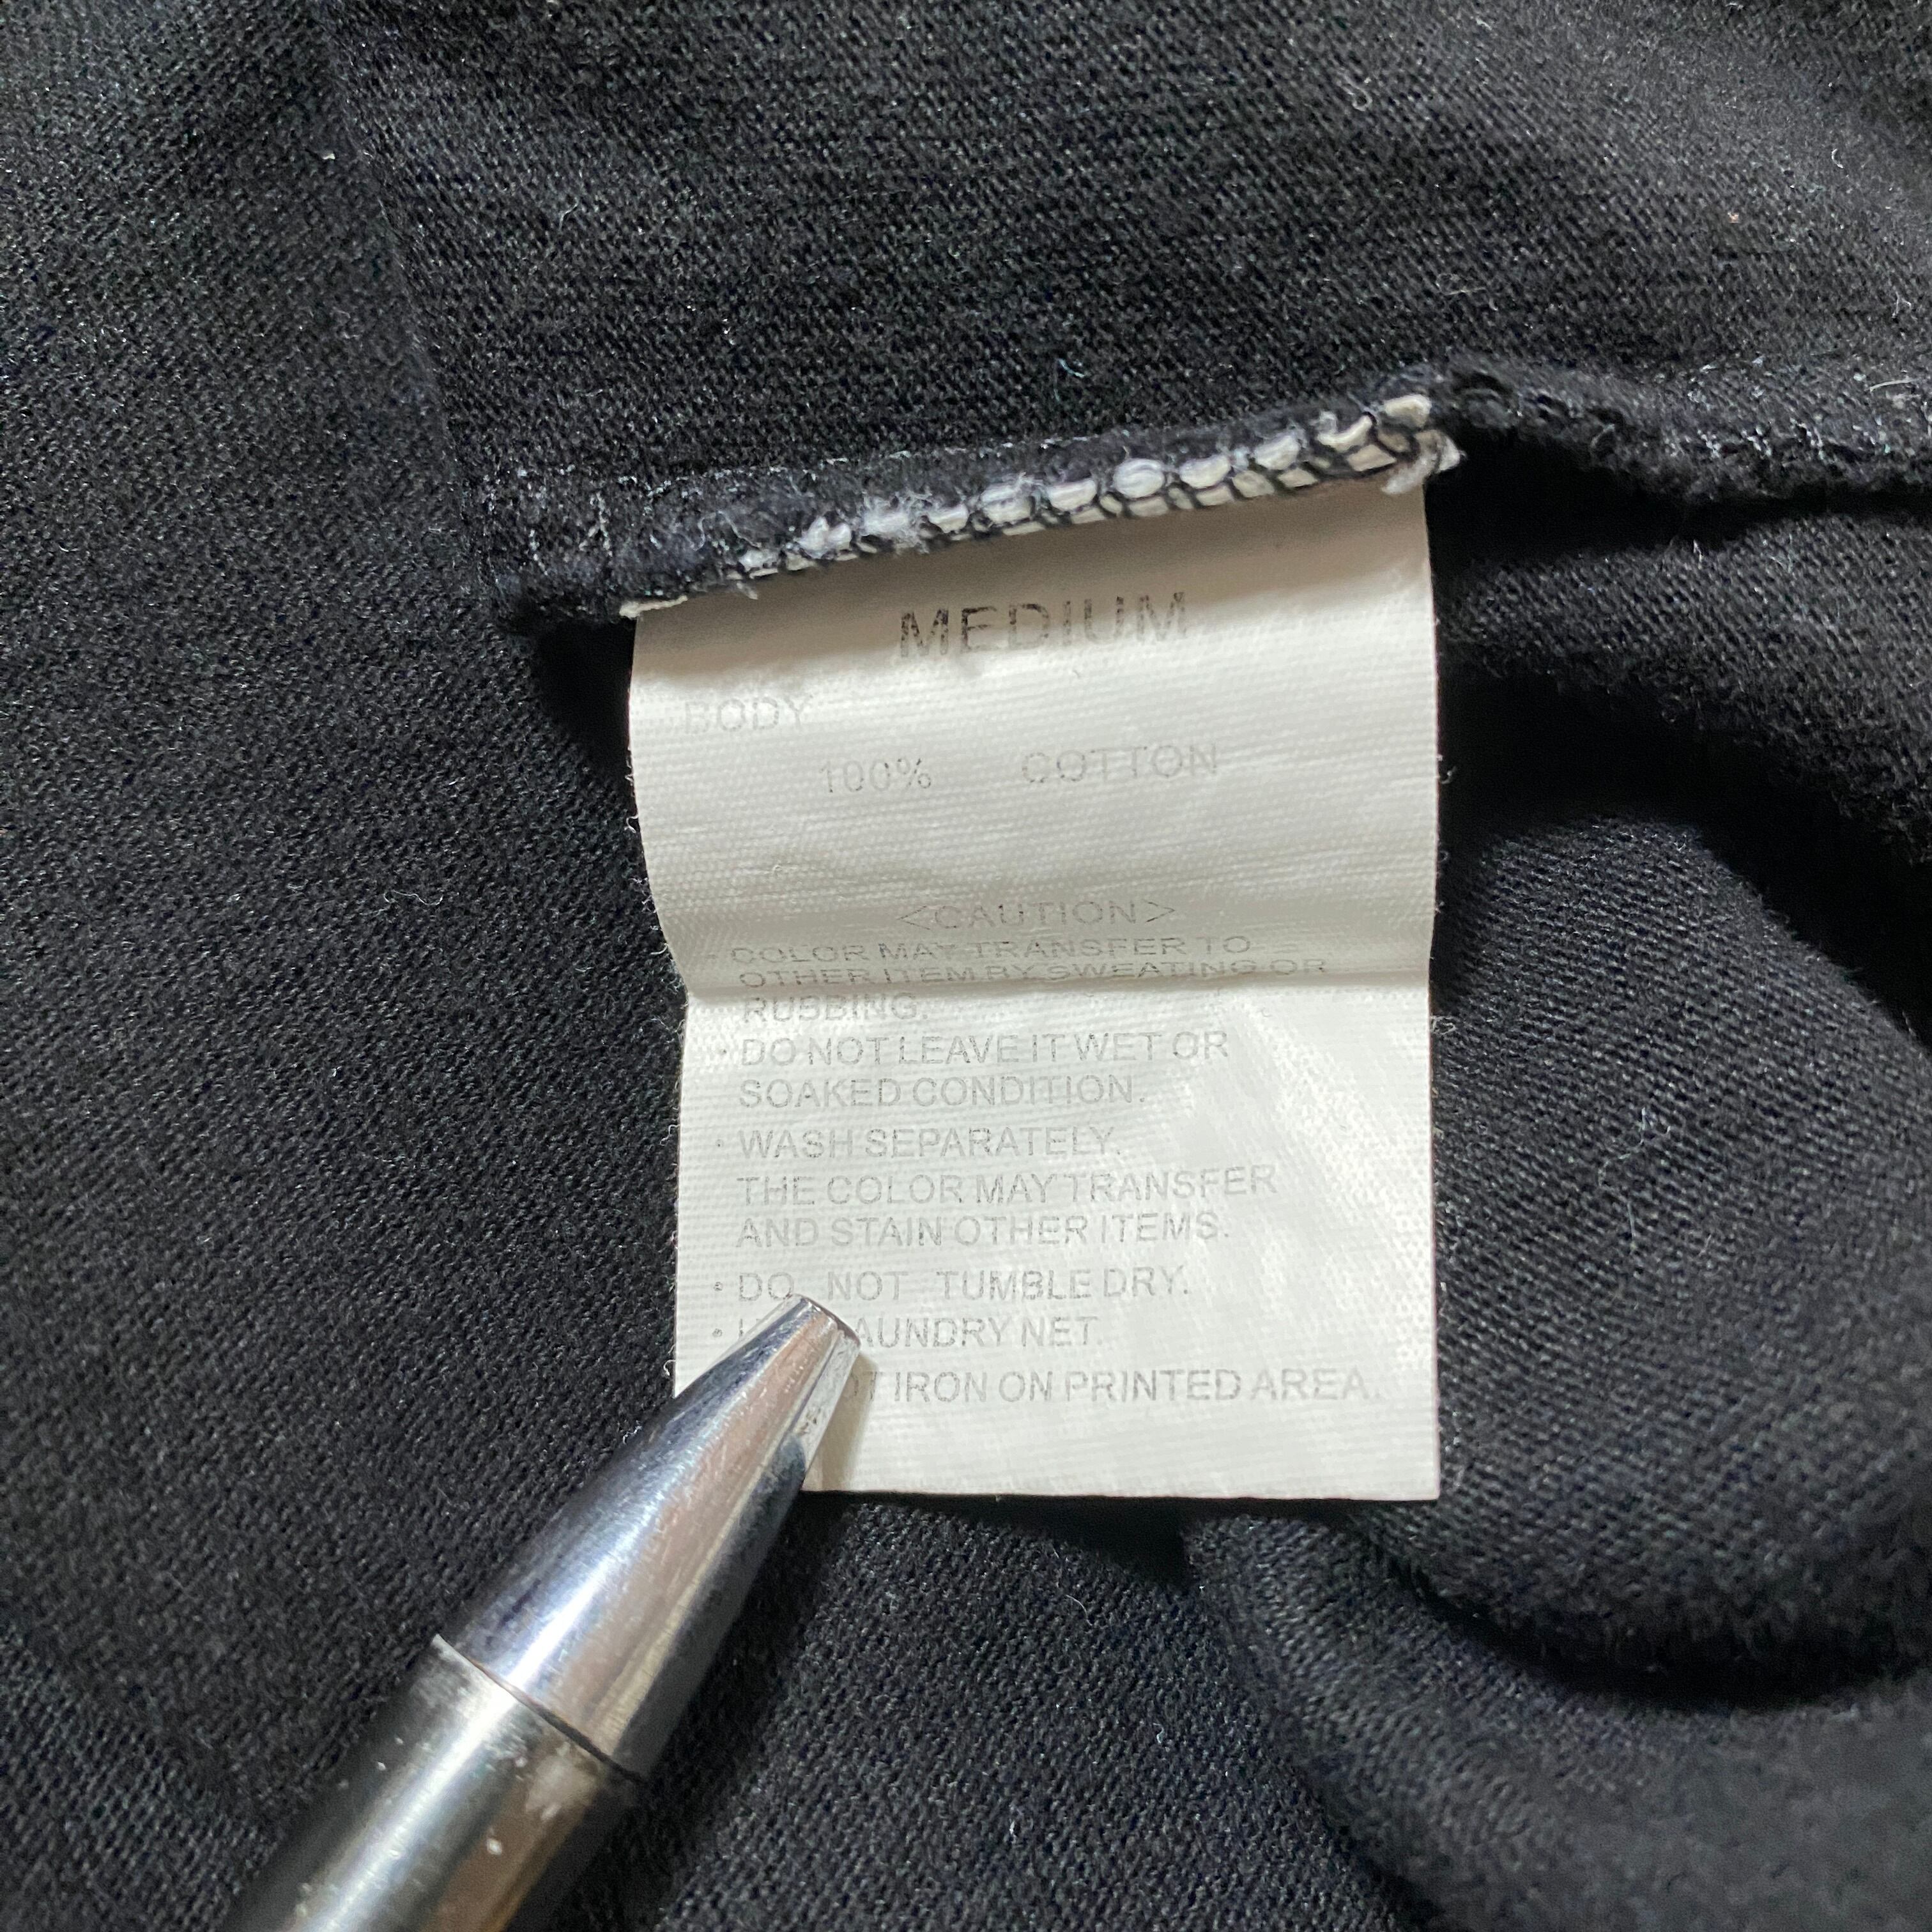 MEDIUM
BODY
100% COTTON
<CAUTION>
· COLOR MAY TRANSFER TO
OTHER ITEM BY SWEATING OR
RUBBING.
· DO NOT LEAVE IT WET OR
SOAKED CONDITION.
· WASH SEPARATELY.
THE COLOR MAY TRANSFER
AND STAIN OTHER ITEMS.
· DO NOT TUMBLE DRY.
· AUNDRY NET.
IRON ON PRINTED AREA.